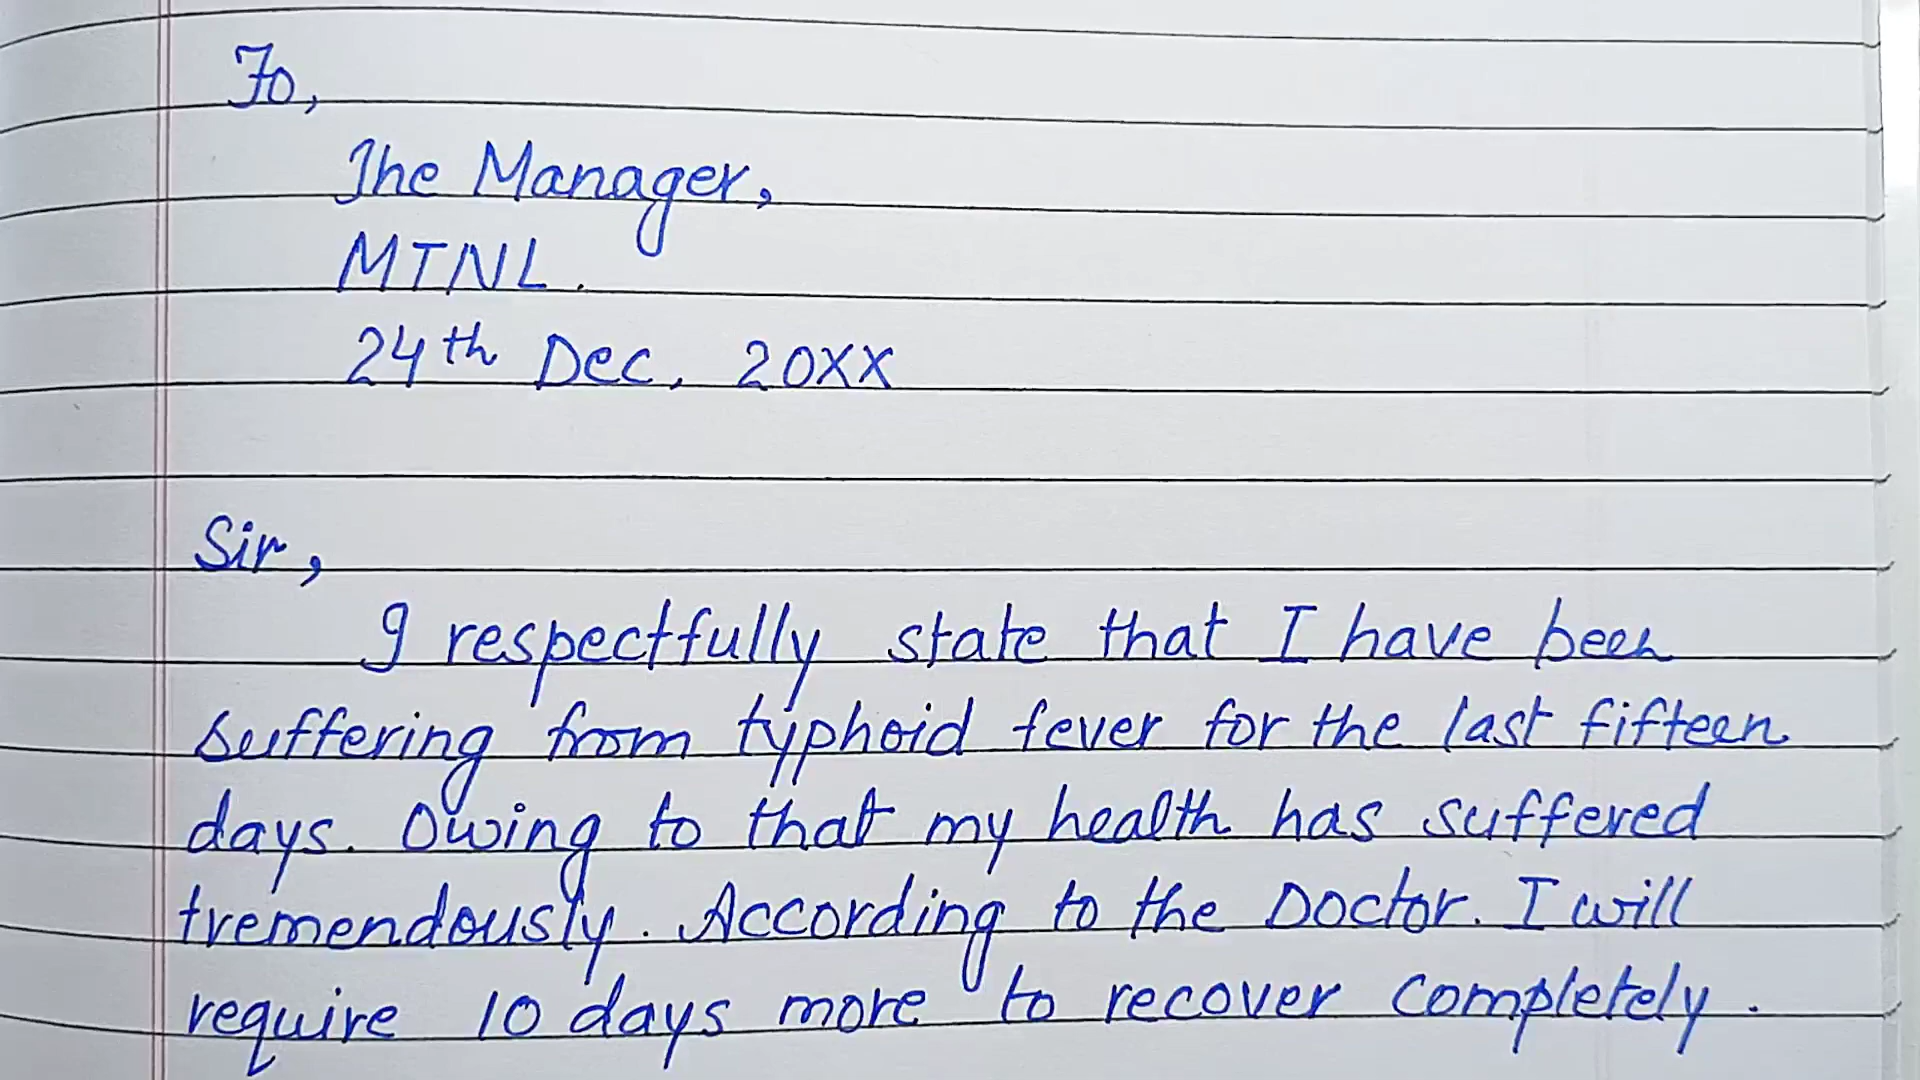 To,
The Manager,
MTNL.
24th Dec, 20XX
Sir,
I respectfully state that I have been
suffering from typhoid fever for the last fifteen
days. Owing to that my health has suffered
tremendously. According to the Doctor. I will
require 10 days more to recover completely.